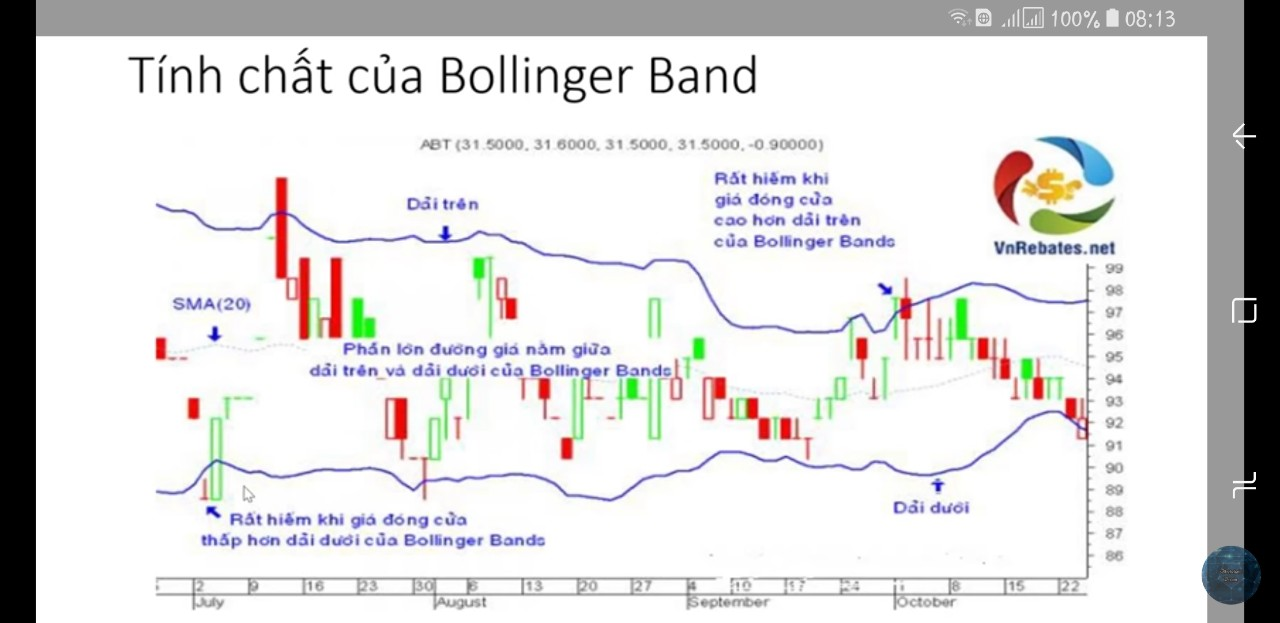 100% 08:13
Tính chất của Bollinger Band
ABT (31.5000, 31.6000, 31.5000, 31.5000, -0.90000)
Rất hiếm khi
giá đóng cửa
cao hơn dải trên
của Bollinger Bands
Dải trên
VnRebates.net
SMA(20)
Phần lớn đường giá nằm giữa
dải trên và dải dưới của Bollinger Bands
99
98
97
96
95
94
93
92
91
90
89
88
87
86
Dải dưới
Rất hiếm khi giá đóng cửa
thấp hơn dải dưới của Bollinger Bands
2 9 16 23 30 6 13 20 27 4 10 17 24 1 8 15 22
July August September October